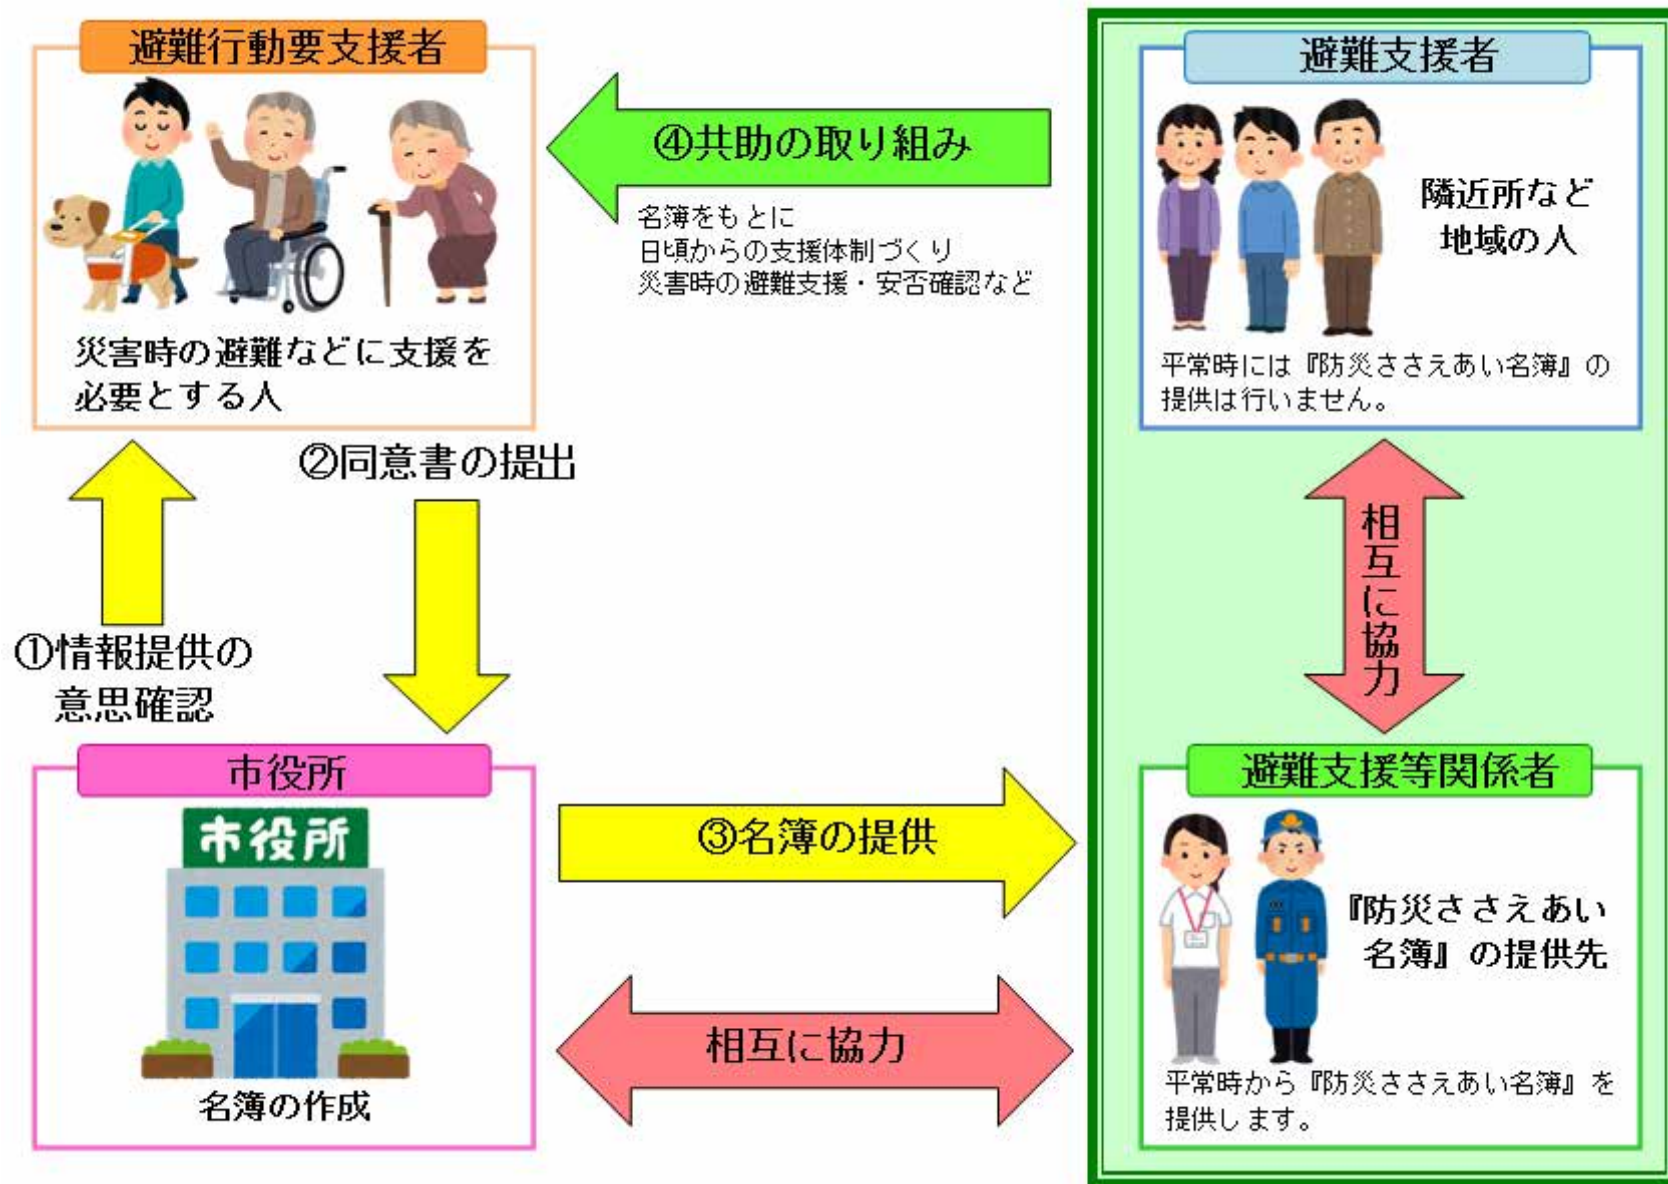 避難行動要支援者
災害時の避難などに支援を
必要とする人
④共助の取り組み
名簿をもとに
日頃からの支援体制づくり
災害時の避難支援・安否確認など
避難支援者
隣近所など
地域の人
平常時には『防災ささえあい名簿』の
提供は行いません。
①情報提供の
意思確認
②同意書の提出
相互に協力
市役所
市役所
名簿の作成
③名簿の提供
相互に協力
避難支援等関係者
『防災ささえあい
名簿』の提供先
平常時から『防災ささえあい名簿』を
提供します。